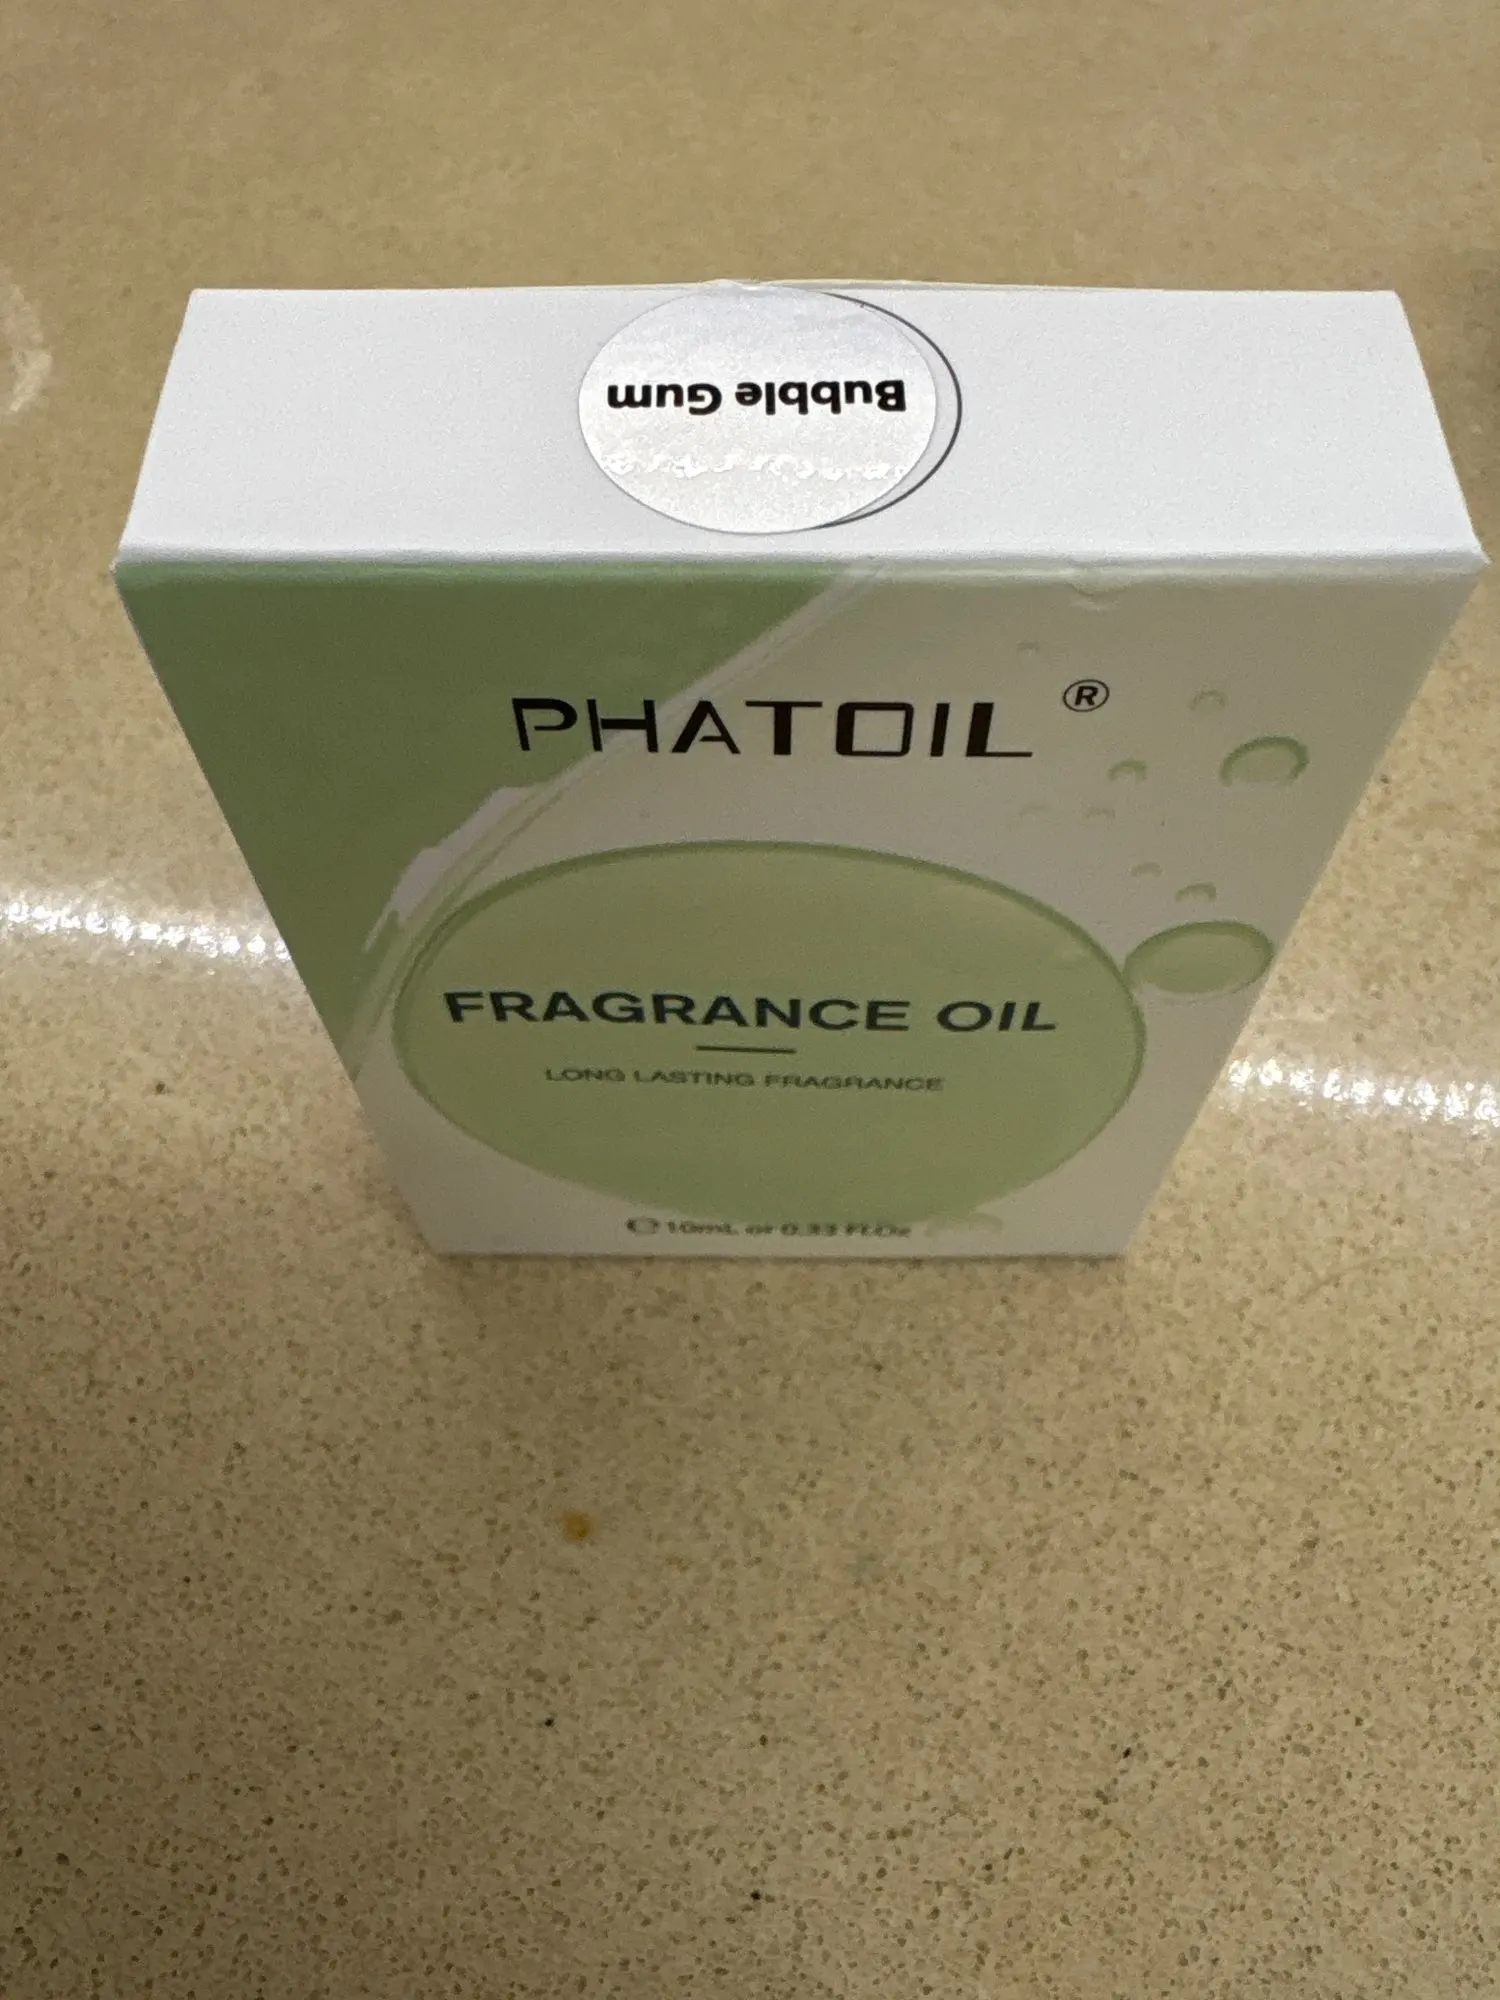 Bubble Gum
PHATOIL ®
FRAGRANCE OIL
LONG LASTING FRAGRANCE
10mL or 0.33 Fl.Oz